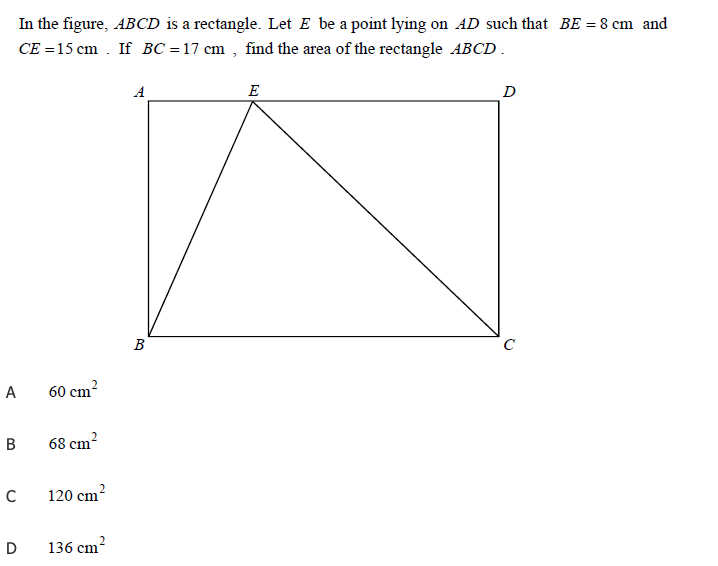 In the figure, ABCD is a rectangle. Let E be a point lying on AD such that BE = 8 cm and
CE = 15 cm . If BC = 17 cm , find the area of the rectangle ABCD .
A E D
B C
A 60 cm²
B 68 cm²
C 120 cm²
D 136 cm²